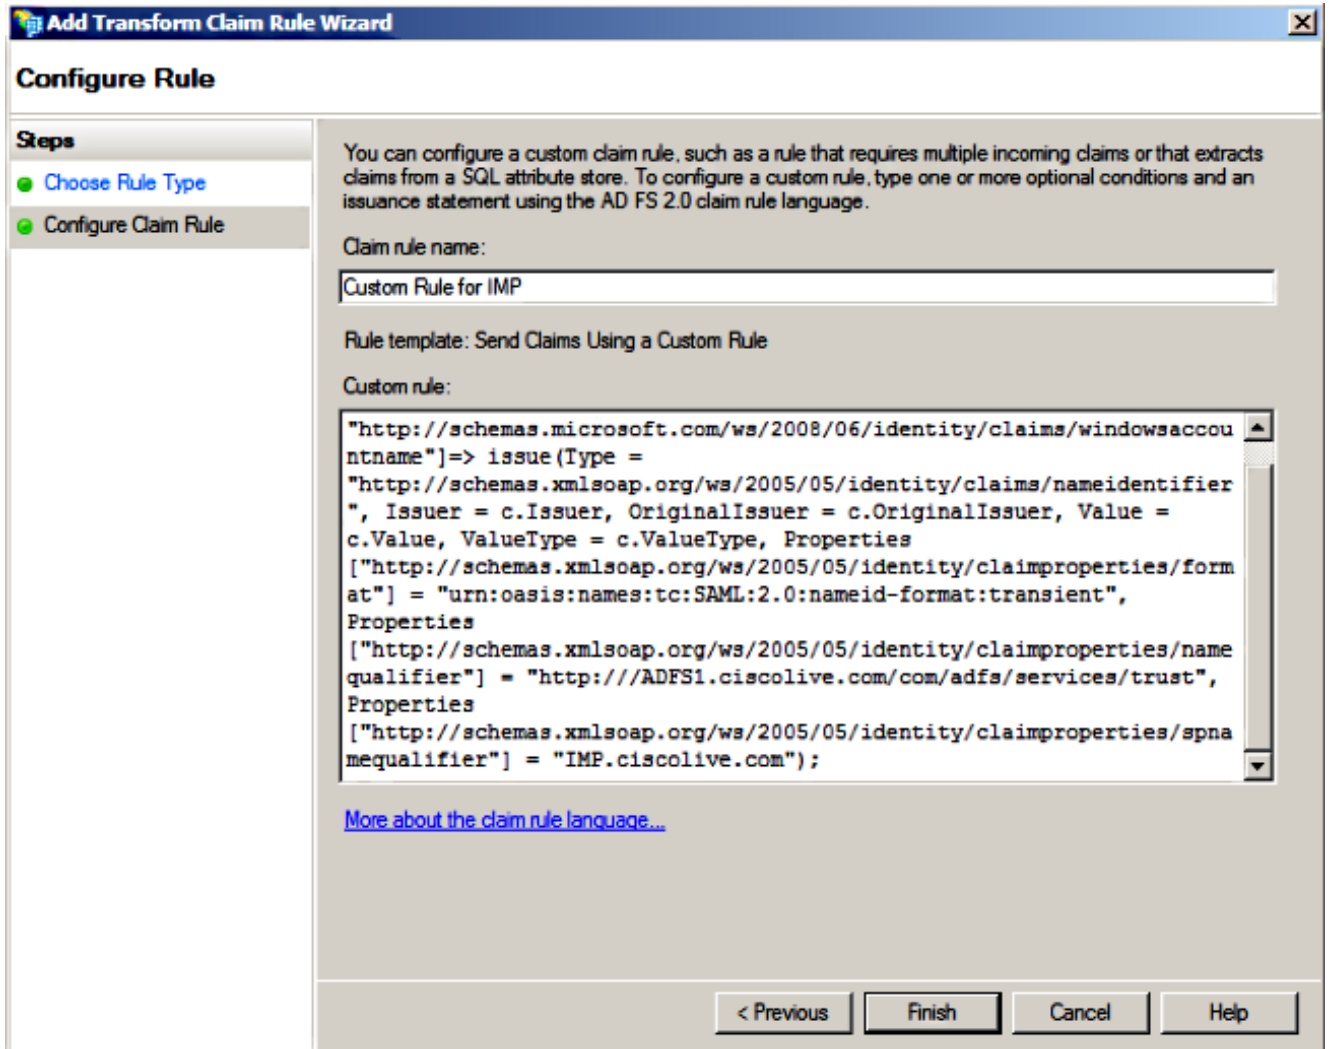 Add Transform Claim Rule Wizard
Configure Rule
Steps
Choose Rule Type
Configure Claim Rule
You can configure a custom claim rule, such as a rule that requires multiple incoming claims or that extracts
claims from a SQL attribute store. To configure a custom rule, type one or more optional conditions and an
issuance statement using the AD FS 2.0 claim rule language.
Claim rule name:
Custom Rule for IMP
Rule template: Send Claims Using a Custom Rule
Custom rule:
"http://schemas.microsoft.com/ws/2008/06/identity/claims/windowsaccou
ntname"]=> issue(Type =
"http://schemas.xmlsoap.org/ws/2005/05/identity/claims/nameidentifier
", Issuer = c.Issuer, OriginalIssuer = c.OriginalIssuer, Value =
c.Value, ValueType = c.ValueType, Properties
["http://schemas.xmlsoap.org/ws/2005/05/identity/claimproperties/form
at"] = "urn:oasis:names:tc:SAML:2.0:nameid-format:transient",
Properties
["http://schemas.xmlsoap.org/ws/2005/05/identity/claimproperties/name
qualifier"] = "http:///ADFS1.ciscolive.com/com/adfs/services/trust",
Properties
["http://schemas.xmlsoap.org/ws/2005/05/identity/claimproperties/spna
mequalifier"] = "IMP.ciscolive.com");
More about the claim rule language...
< Previous
Finish
Cancel
Help